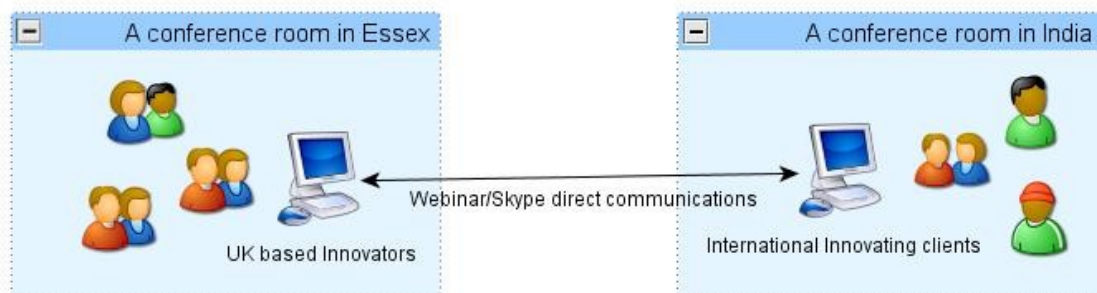 A conference room in Essex
A conference room in India
Webinar/Skype direct communications
UK based Innovators
International Innovating clients